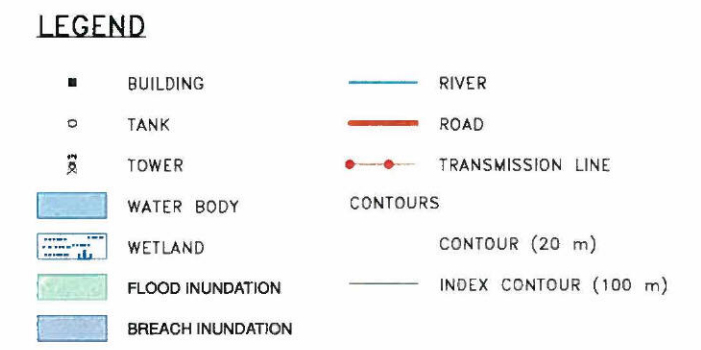 LEGEND
BUILDING
TANK
TOWER
WATER BODY
WETLAND
FLOOD INUNDATION
BREACH INUNDATION
RIVER
ROAD
TRANSMISSION LINE
CONTOURS
CONTOUR (20 m)
INDEX CONTOUR (100 m)